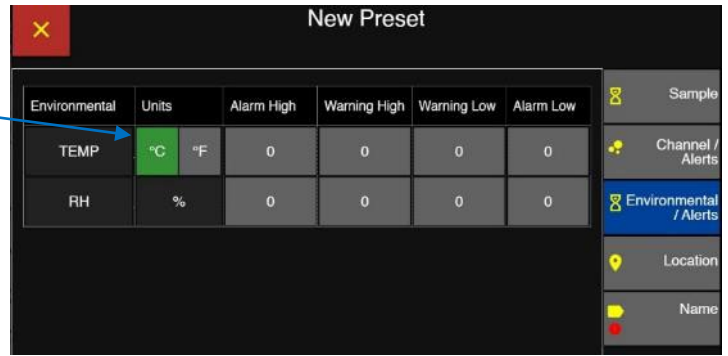 New Preset
Environmental Units Alarm High Warning High Warning Low Alarm Low
TEMP °C °F 0 0 0 0
RH % 0 0 0 0
Sample
Channel /
Alerts
Environmental
/ Alerts
Location
Name